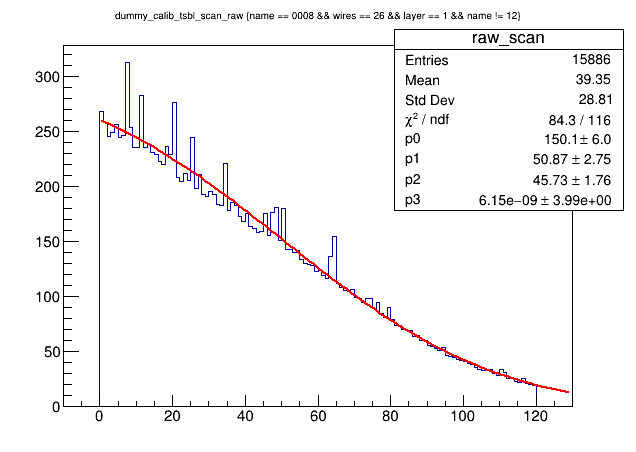 dummy_calib_tsbl_scan_raw {name == 0008 && wires == 26 && layer == 1 && name != 12}
raw_scan
Entries 15886
Mean 39.35
Std Dev 28.81
χ² / ndf 84.3 / 116
p0 150.1 ± 6.0
p1 50.87 ± 2.75
p2 45.73 ± 1.76
p3 6.15e−09 ± 3.99e+00
300
250
200
150
100
50
0
0 20 40 60 80 100 120